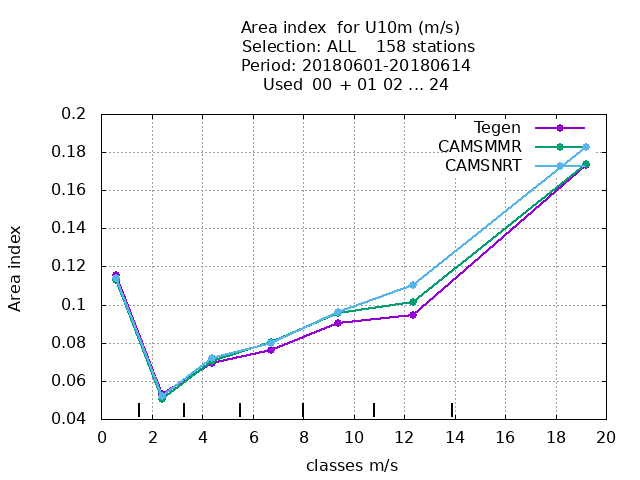 Area index  for U10m (m/s)
Selection: ALL    158 stations
Period: 20180601-20180614
Used  00  + 01 02 ... 24
Tegen
CAMSMMR
CAMSNRT
0.2
0.18
0.16
0.14
0.12
0.1
0.08
0.06
0.04
Area index
0 2 4 6 8 10 12 14 16 18 20
classes m/s